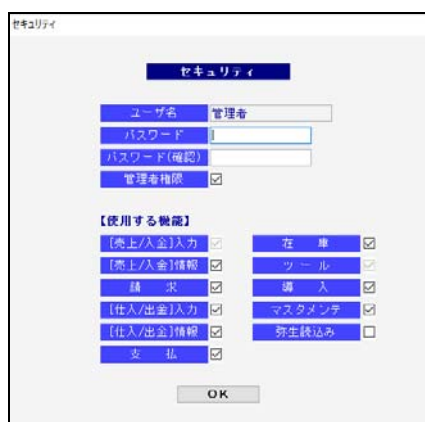 セキュリティ
セキュリティ
ユーザ名 管理者
パスワード
パスワード(確認)
管理者権限
【使用する機能】
[売上/入金]入力 在庫
[売上/入金]情報 ツール
請求 導入
[仕入/出金]入力 マスタメンテ
[仕入/出金]情報 弥生読込み
支払
OK